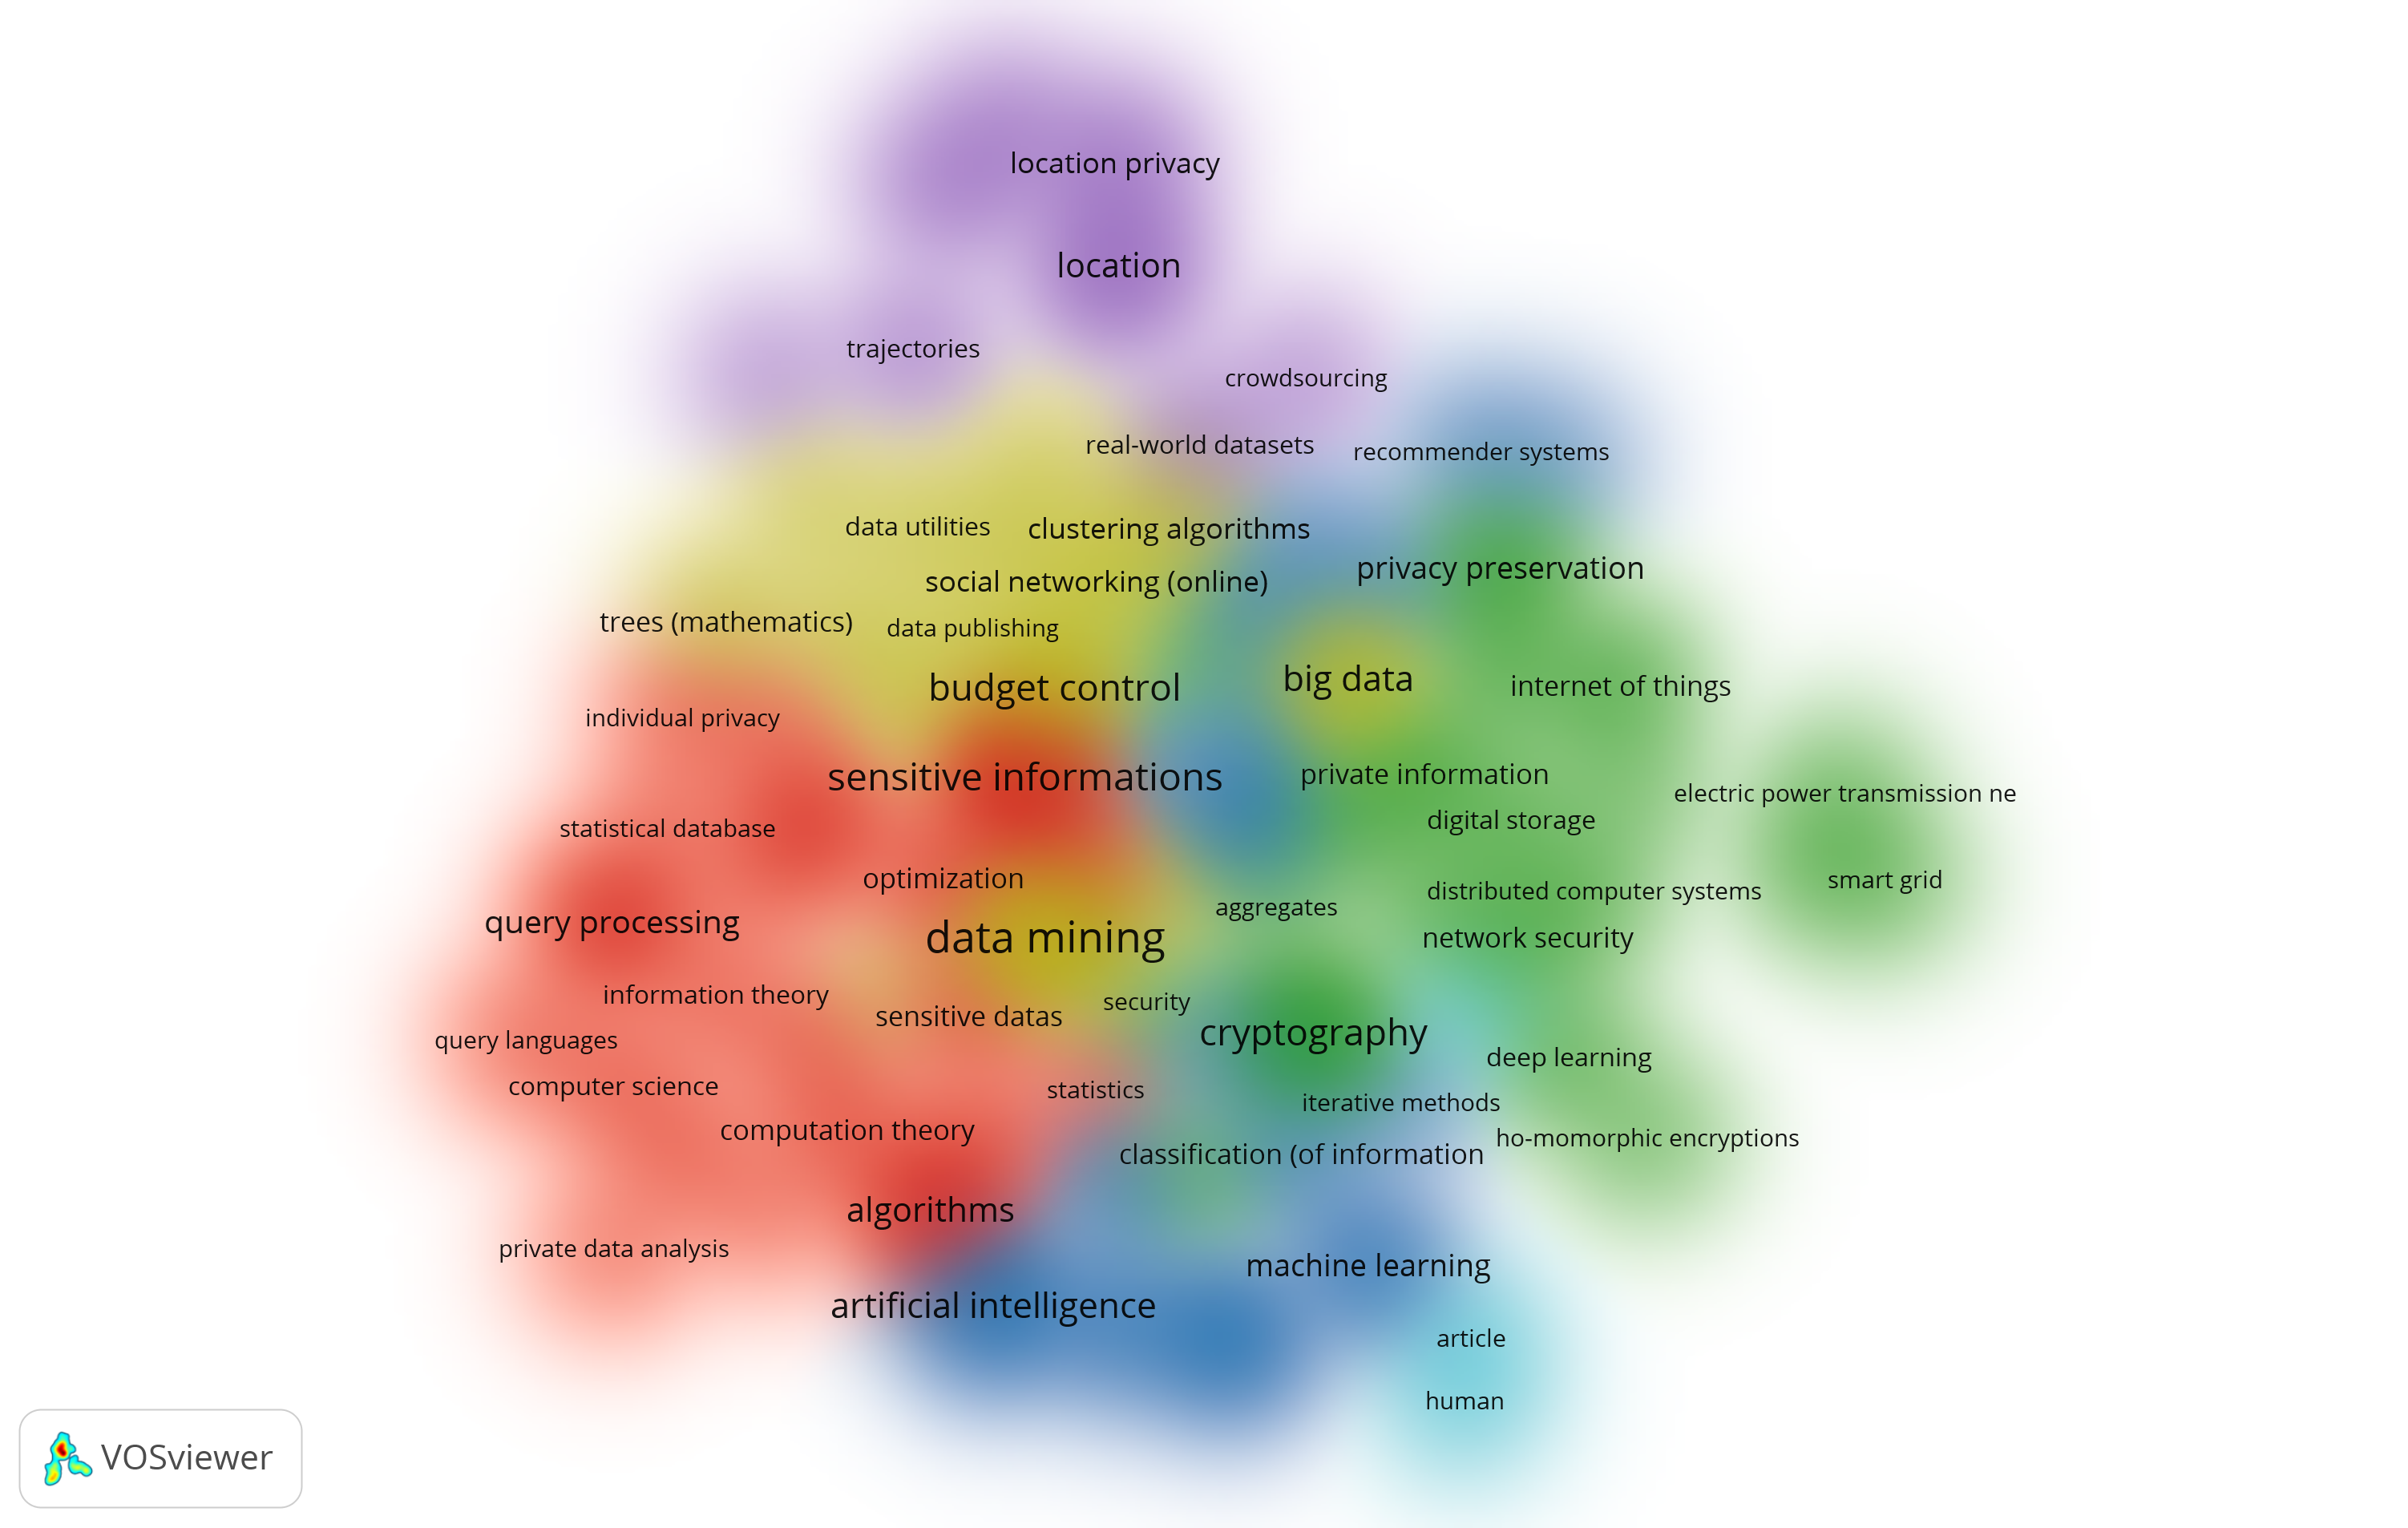 location privacy
location
trajectories
crowdsourcing
real-world datasets
recommender systems
data utilities
clustering algorithms
privacy preservation
social networking (online)
trees (mathematics)
data publishing
budget control
big data
internet of things
individual privacy
sensitive informations
private information
electric power transmission ne
statistical database
digital storage
optimization
distributed computer systems
smart grid
query processing
aggregates
data mining
network security
information theory
sensitive datas
security
cryptography
query languages
deep learning
computer science
statistics
iterative methods
computation theory
ho-momorphic encryptions
classification (of information
algorithms
private data analysis
machine learning
artificial intelligence
article
human
VOSviewer